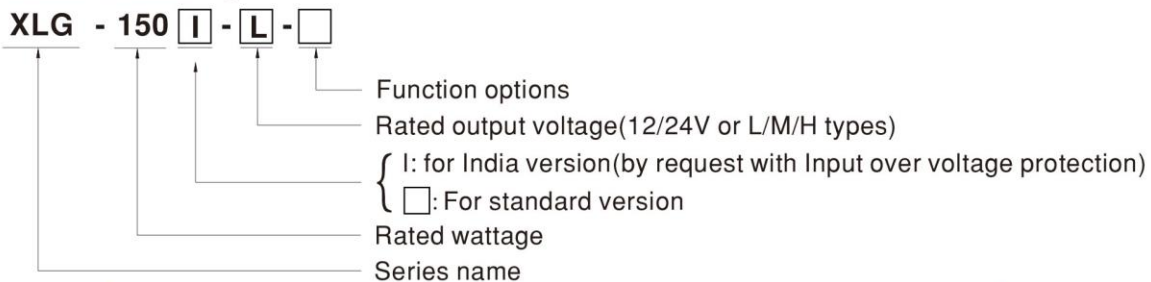 XLG - 150 I - L - □
Function options
Rated output voltage(12/24V or L/M/H types)
I: for India version(by request with Input over voltage protection)
□: For standard version
Rated wattage
Series name